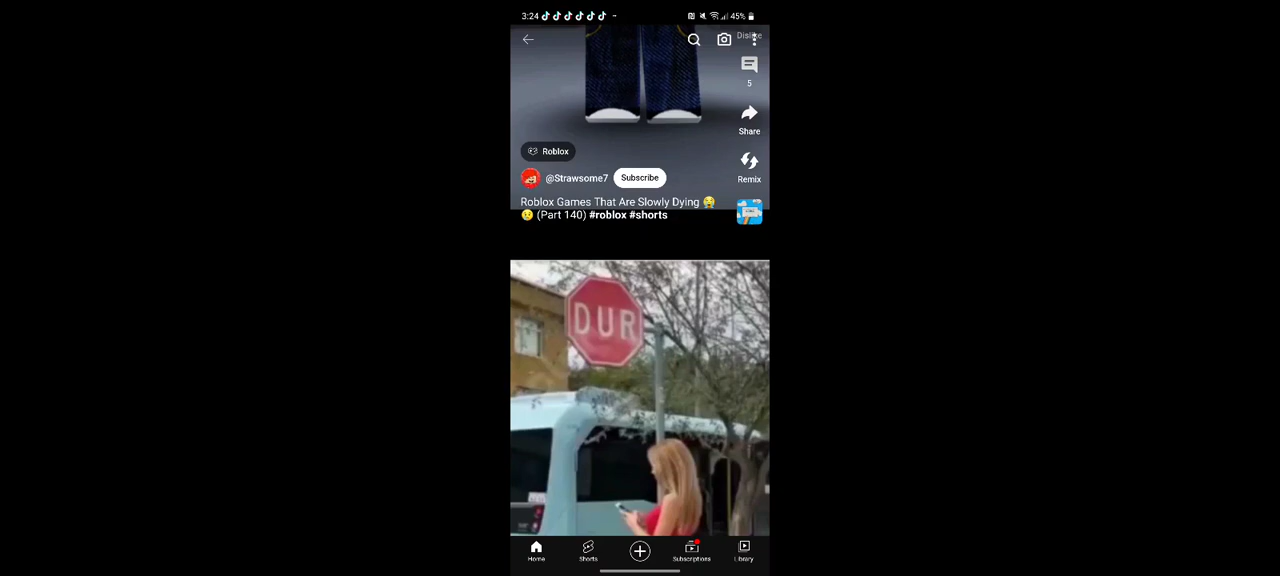 3:24
45%
Dislike
5
Share
Roblox
Remix
@Strawsome7
Subscribe
Roblox Games That Are Slowly Dying 😭
😢 (Part 140) #roblox #shorts
DUR
Home
Shorts
Subscriptions
Library